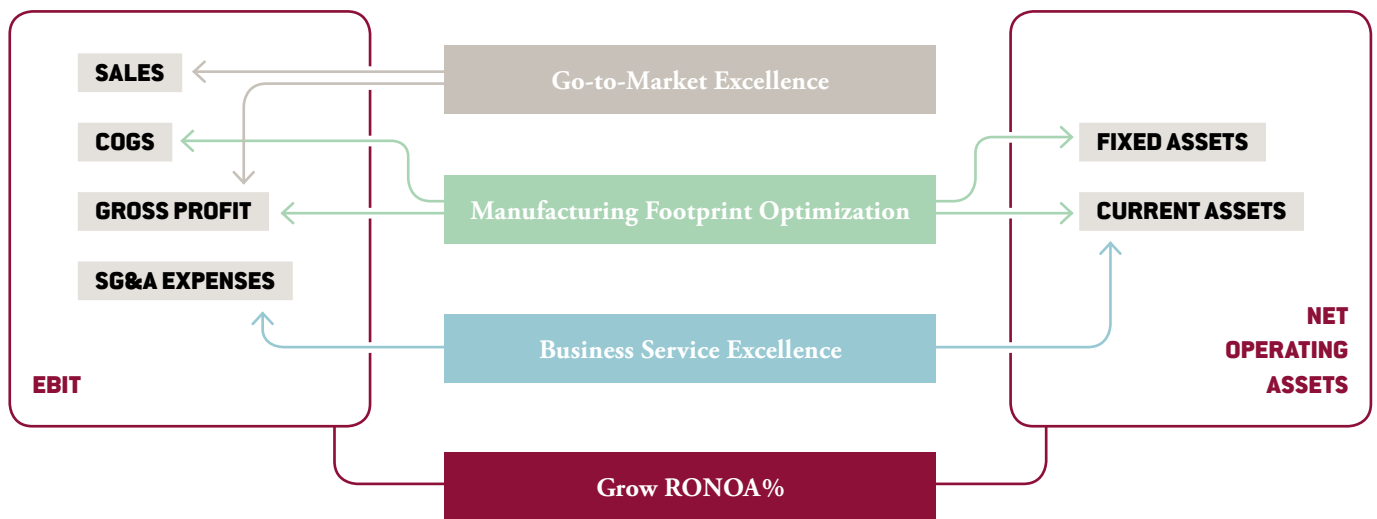 SALES
COGS
GROSS PROFIT
SG&A EXPENSES
EBIT
Go-to-Market Excellence
Manufacturing Footprint Optimization
Business Service Excellence
Grow RONOA%
FIXED ASSETS
CURRENT ASSETS
NET
OPERATING
ASSETS